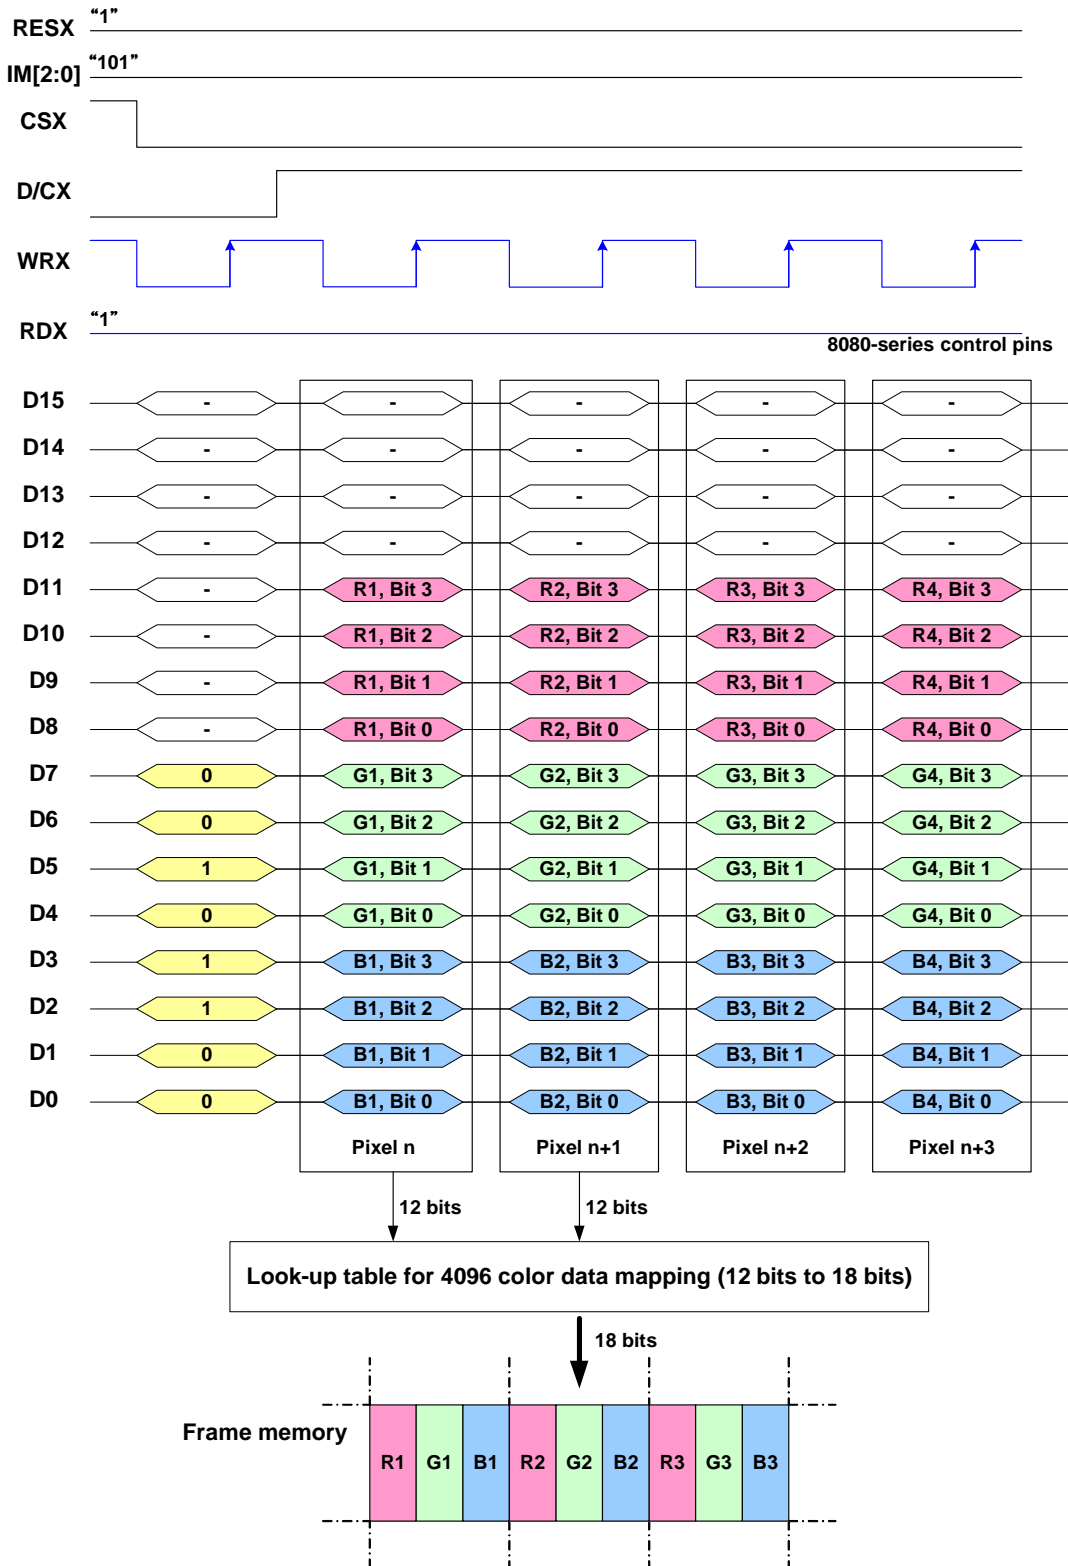 RESX “1”
IM[2:0] “101”
CSX
D/CX
WRX
RDX “1”
8080-series control pins
D15 - - - - -
D14 - - - - -
D13 - - - - -
D12 - - - - -
D11 - R1, Bit 3 R2, Bit 3 R3, Bit 3 R4, Bit 3
D10 - R1, Bit 2 R2, Bit 2 R3, Bit 2 R4, Bit 2
D9 - R1, Bit 1 R2, Bit 1 R3, Bit 1 R4, Bit 1
D8 - R1, Bit 0 R2, Bit 0 R3, Bit 0 R4, Bit 0
D7 0 G1, Bit 3 G2, Bit 3 G3, Bit 3 G4, Bit 3
D6 0 G1, Bit 2 G2, Bit 2 G3, Bit 2 G4, Bit 2
D5 1 G1, Bit 1 G2, Bit 1 G3, Bit 1 G4, Bit 1
D4 0 G1, Bit 0 G2, Bit 0 G3, Bit 0 G4, Bit 0
D3 1 B1, Bit 3 B2, Bit 3 B3, Bit 3 B4, Bit 3
D2 1 B1, Bit 2 B2, Bit 2 B3, Bit 2 B4, Bit 2
D1 0 B1, Bit 1 B2, Bit 1 B3, Bit 1 B4, Bit 1
D0 0 B1, Bit 0 B2, Bit 0 B3, Bit 0 B4, Bit 0
Pixel n Pixel n+1 Pixel n+2 Pixel n+3
12 bits 12 bits
Look-up table for 4096 color data mapping (12 bits to 18 bits)
18 bits
Frame memory
R1 G1 B1 R2 G2 B2 R3 G3 B3